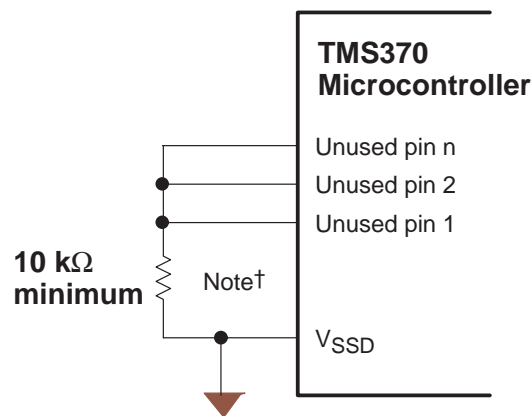 TMS370
Microcontroller
Unused pin n
Unused pin 2
Unused pin 1
10 kΩ
minimum
Note†
VSSD